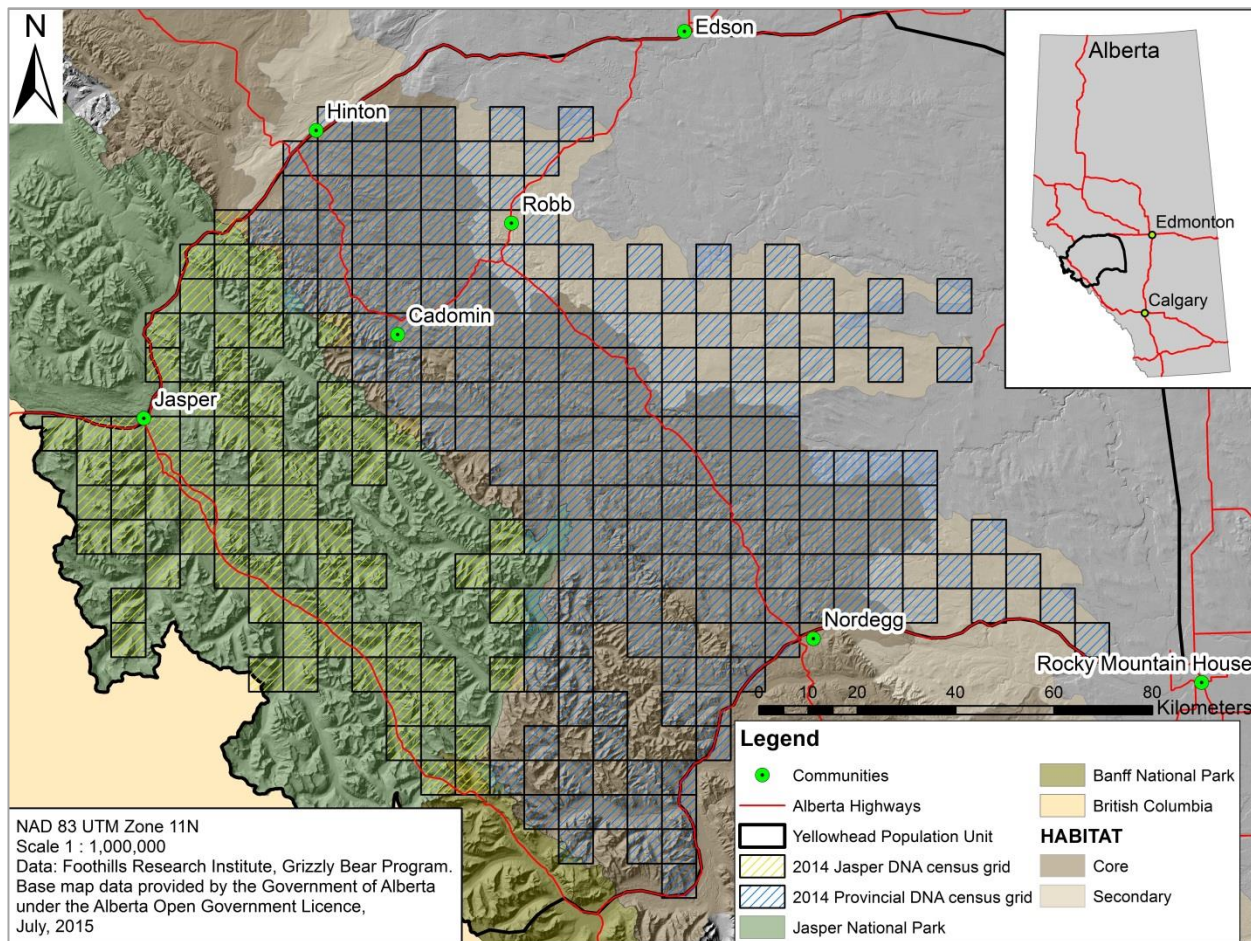 N
Edson
Alberta
Hinton
Robb
Edmonton
Calgary
Cadomin
Jasper
Nordegg
Rocky Mountain House
0 10 20 40 60 80
Kilometers
Legend
Communities
Alberta Highways
Yellowhead Population Unit
2014 Jasper DNA census grid
2014 Provincial DNA census grid
Jasper National Park
Banff National Park
British Columbia
HABITAT
Core
Secondary
NAD 83 UTM Zone 11N
Scale 1 : 1,000,000
Data: Foothills Research Institute, Grizzly Bear Program.
Base map data provided by the Government of Alberta
under the Alberta Open Government Licence,
July, 2015